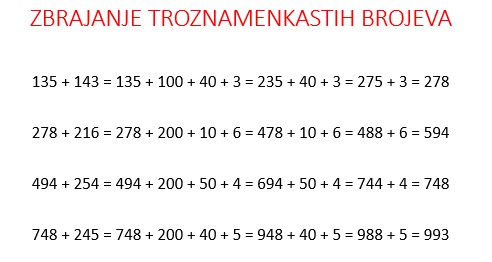 ZBRAJANJE TROZNAMENKASTIH BROJEVA
135 + 143 = 135 + 100 + 40 + 3 = 235 + 40 + 3 = 275 + 3 = 278
278 + 216 = 278 + 200 + 10 + 6 = 478 + 10 + 6 = 488 + 6 = 594
494 + 254 = 494 + 200 + 50 + 4 = 694 + 50 + 4 = 744 + 4 = 748
748 + 245 = 748 + 200 + 40 + 5 = 948 + 40 + 5 = 988 + 5 = 993